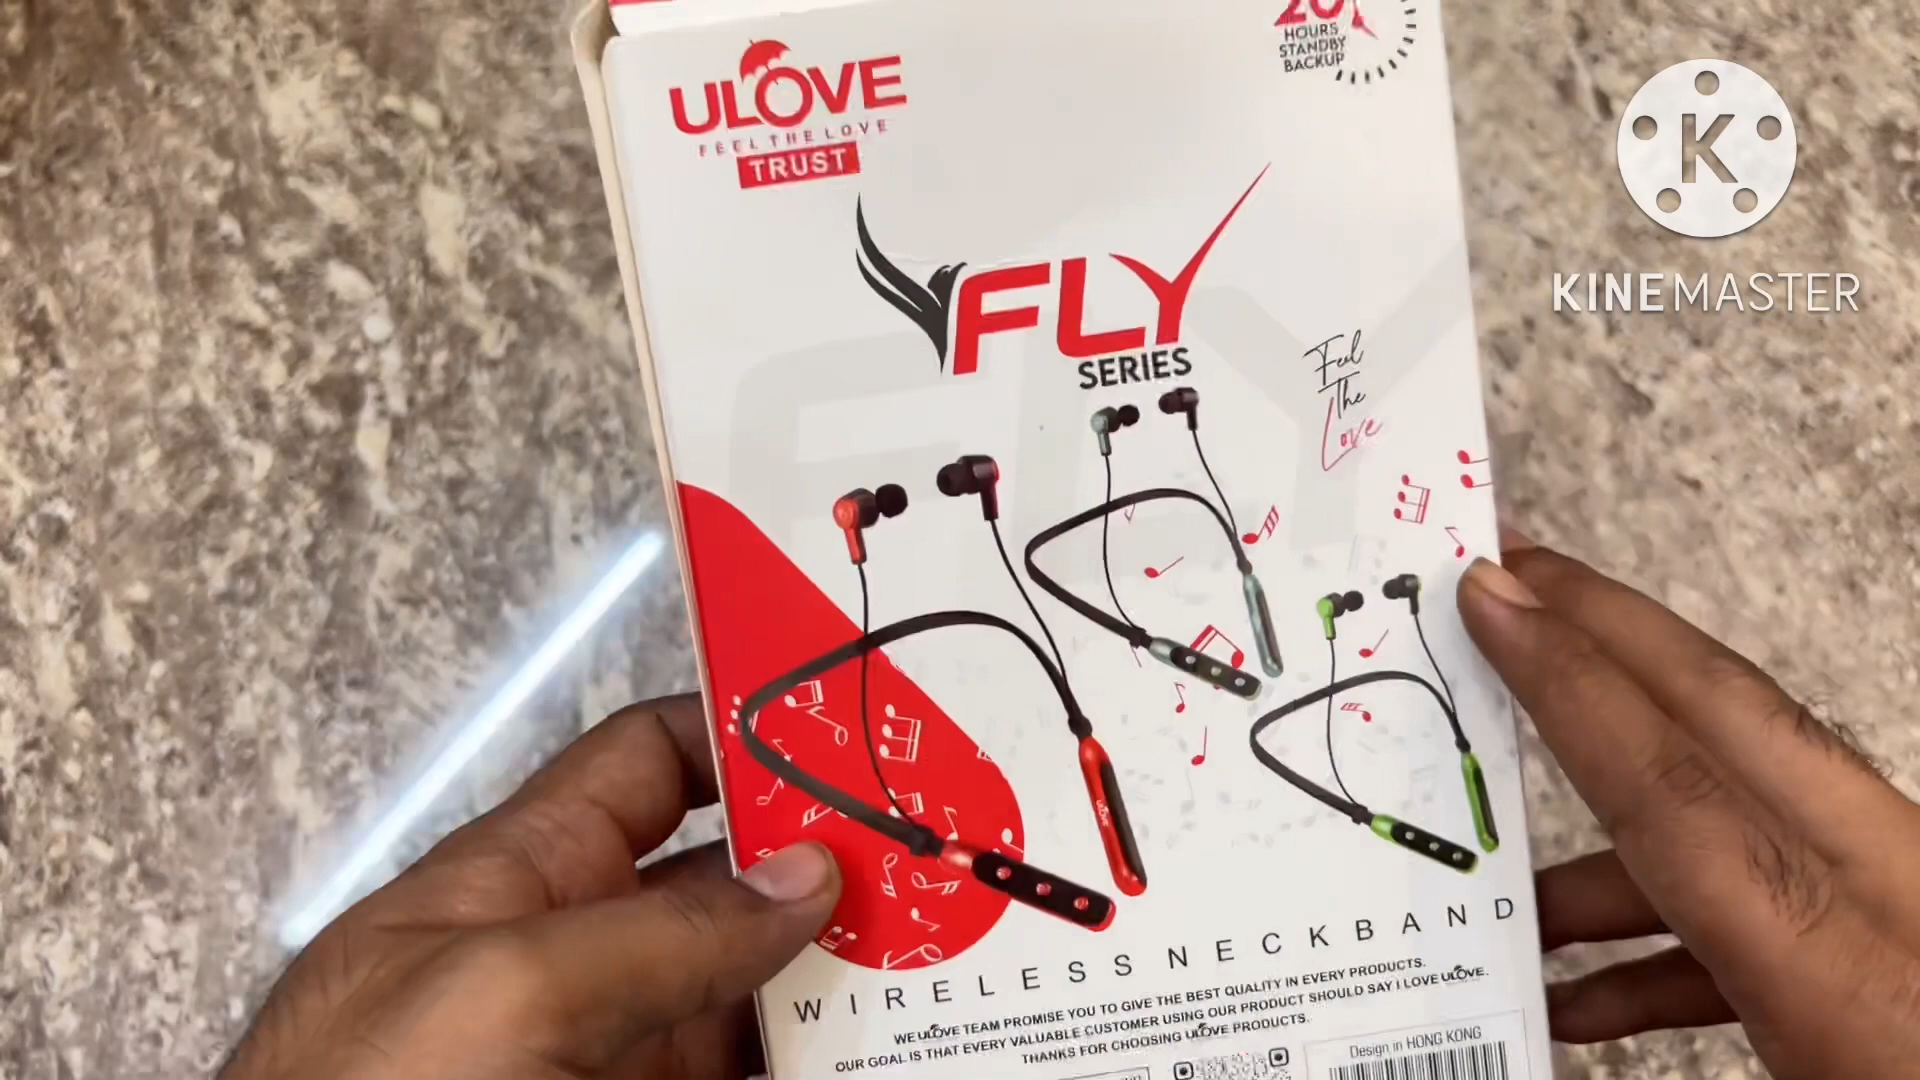 ULOVE
FEEL THE LOVE
TRUST
20
HOURS
STANDBY
BACKUP
K
KINEMASTER
FLY
SERIES
Feel
The
Love
ULOVE
WIRELESS NECKBAND
WE ULOVE TEAM PROMISE YOU TO GIVE THE BEST QUALITY IN EVERY PRODUCTS.
OUR GOAL IS THAT EVERY VALUABLE CUSTOMER USING OUR PRODUCT SHOULD SAY I LOVE ULOVE.
THANKS FOR CHOOSING ULOVE PRODUCTS.
Design in HONG KONG